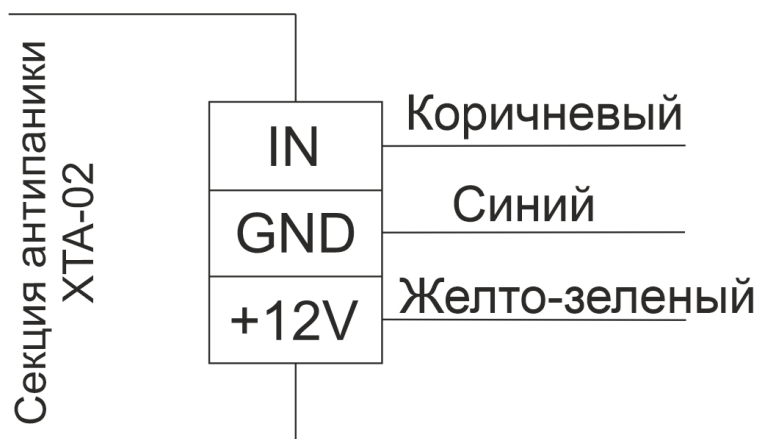 Секция антипаники
ХТА-02
IN
Коричневый
GND
Синий
+12V
Желто-зеленый